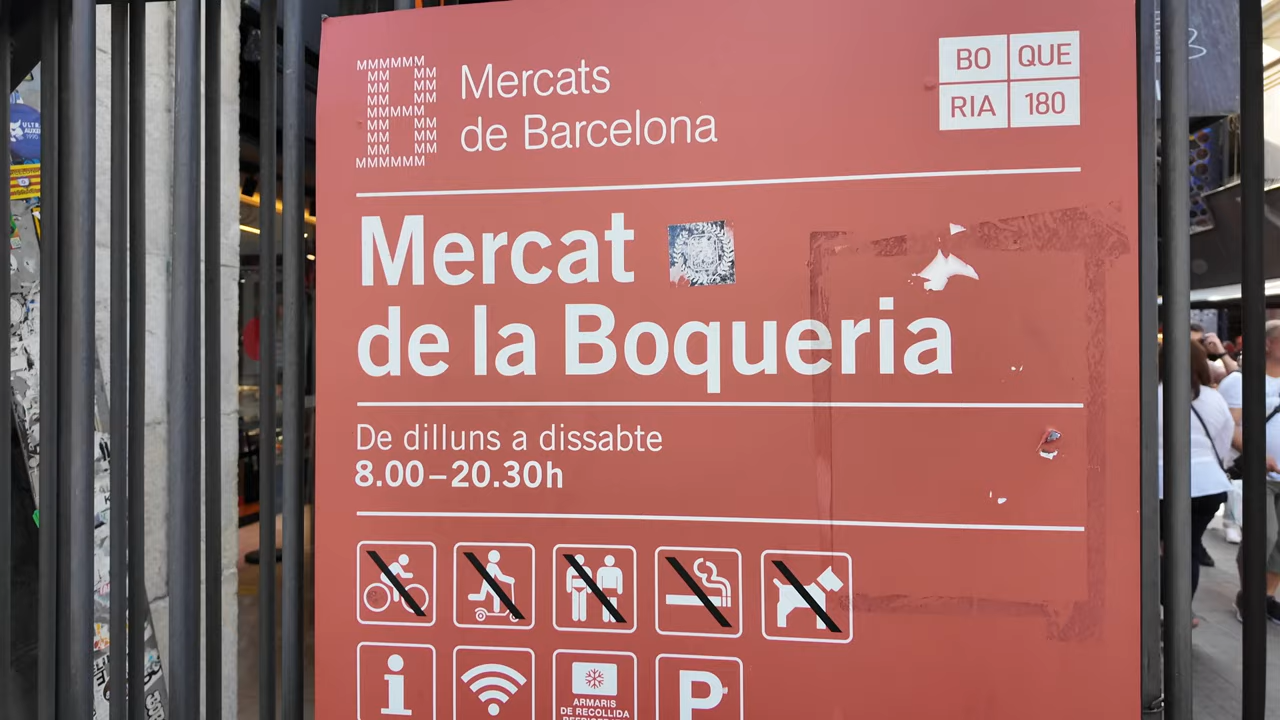 Mercats
de Barcelona
BO QUE
RIA 180
Mercat
de la Boqueria
De dilluns a dissabte
8.00–20.30h
i
P
ARMARIS
DE RECOLLIDA